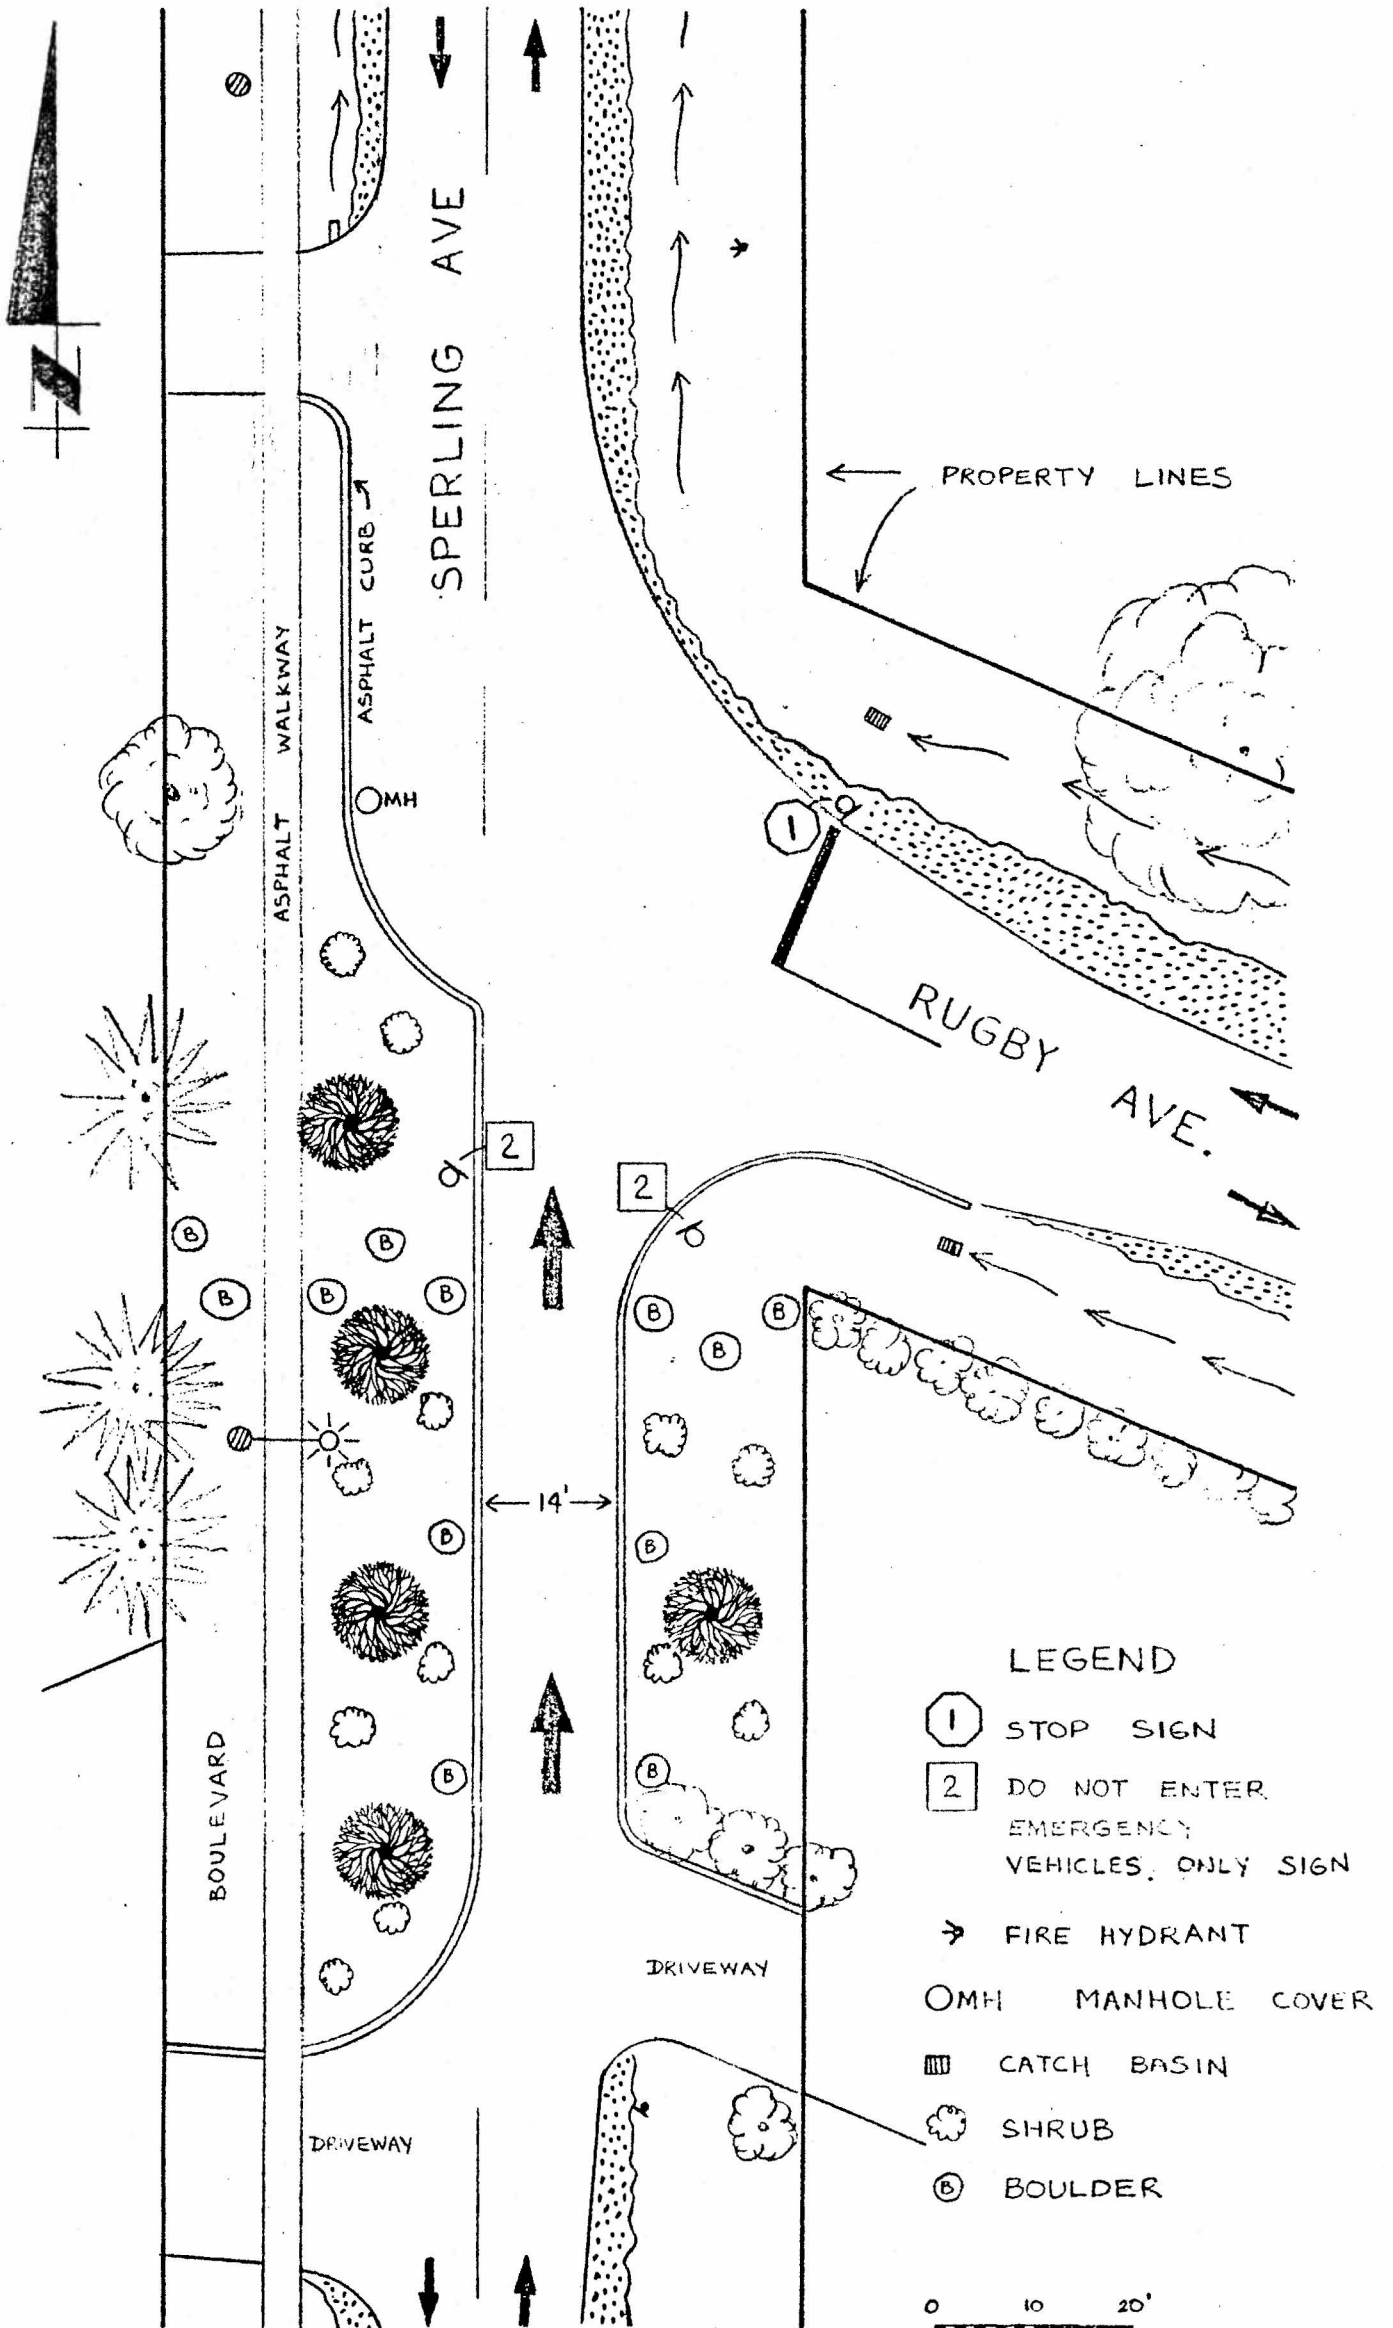 N
SPERLING AVE
PROPERTY LINES
ASPHALT CURB
ASPHALT WALKWAY
MH
1
RUGBY AVE.
2
2
B
B
B
B
B
B
B
B
B
14'
B
B
B
B
BOULEVARD
DRIVEWAY
DRIVEWAY
LEGEND
1 STOP SIGN
2 DO NOT ENTER
EMERGENCY
VEHICLES. ONLY SIGN
FIRE HYDRANT
MH MANHOLE COVER
CATCH BASIN
SHRUB
B BOULDER
0 10 20'